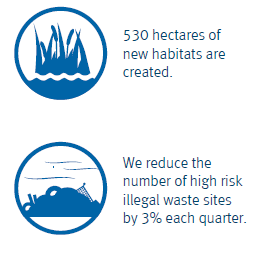 530 hectares of
new habitats are
created.
We reduce the
number of high risk
illegal waste sites
by 3% each quarter.